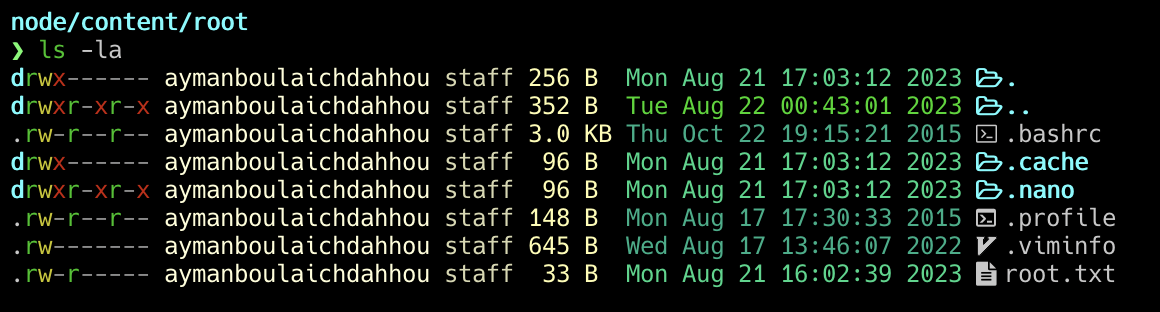 node/content/root
❯ ls -la
drwx------ aymanboulaichdahhou staff 256 B  Mon Aug 21 17:03:12 2023 .
drwxr-xr-x aymanboulaichdahhou staff 352 B  Tue Aug 22 00:43:01 2023 ..
.rw-r--r-- aymanboulaichdahhou staff 3.0 KB Thu Oct 22 19:15:21 2015 .bashrc
drwx------ aymanboulaichdahhou staff  96 B  Mon Aug 21 17:03:12 2023 .cache
drwxr-xr-x aymanboulaichdahhou staff  96 B  Mon Aug 21 17:03:12 2023 .nano
.rw-r--r-- aymanboulaichdahhou staff 148 B  Mon Aug 17 17:30:33 2015 .profile
.rw------- aymanboulaichdahhou staff 645 B  Wed Aug 17 13:46:07 2022 .viminfo
.rw-r----- aymanboulaichdahhou staff  33 B  Mon Aug 21 16:02:39 2023 root.txt